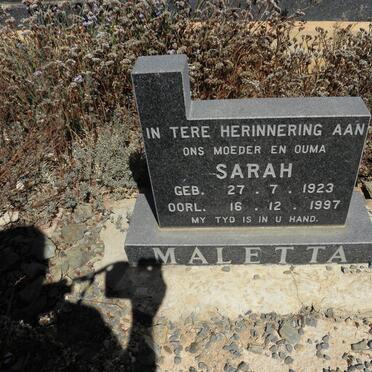 IN TERE HERINNERING AAN
ONS MOEDER EN OUMA
SARAH
GEB. 27 . 7 . 1923
OORL. 16 . 12 . 1997
MY TYD IS IN U HAND.
MALETTA